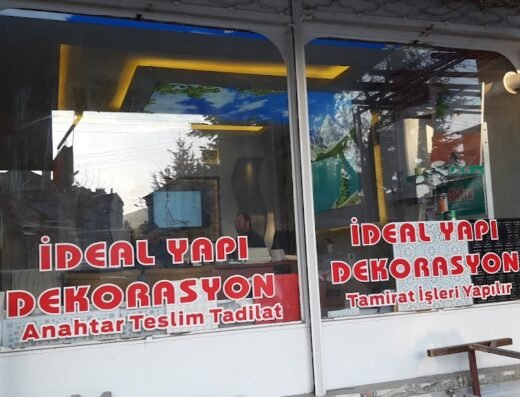 İDEAL YAPI
DEKORASYON
Anahtar Teslim Tadilat
İDEAL YAPI
DEKORASYON
Tamirat İşleri Yapılır